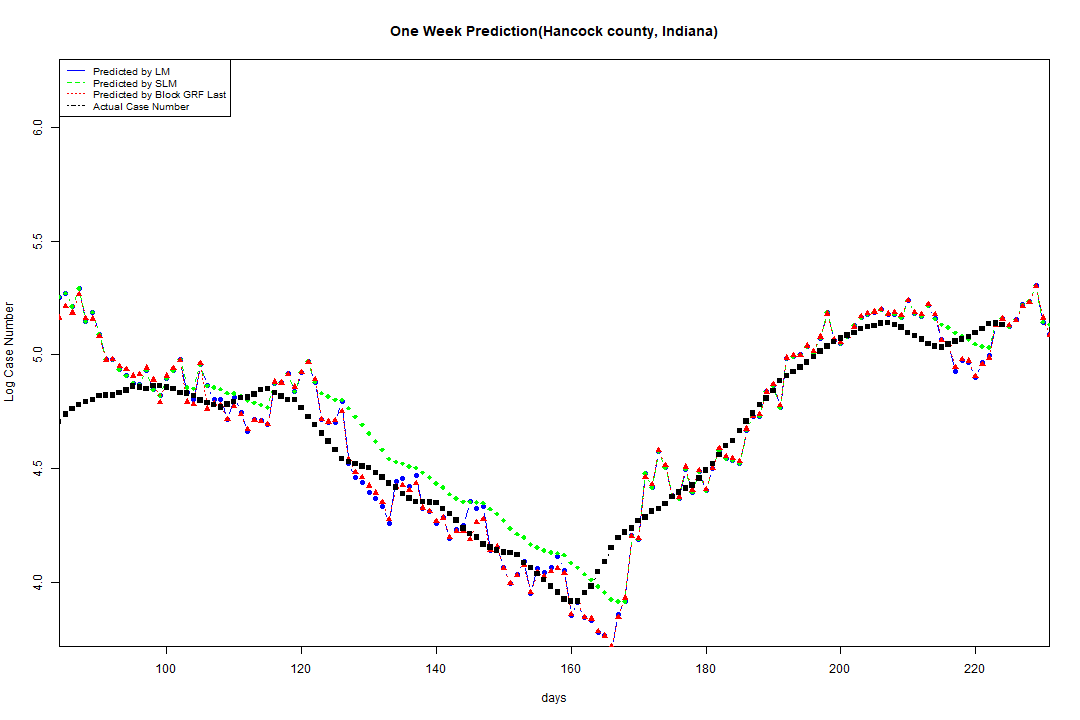 One Week Prediction(Hancock county, Indiana)
Predicted by LM
Predicted by SLM
Predicted by Block GRF Last
Actual Case Number
6.0
5.5
5.0
4.5
4.0
Log Case Number
100 120 140 160 180 200 220
days